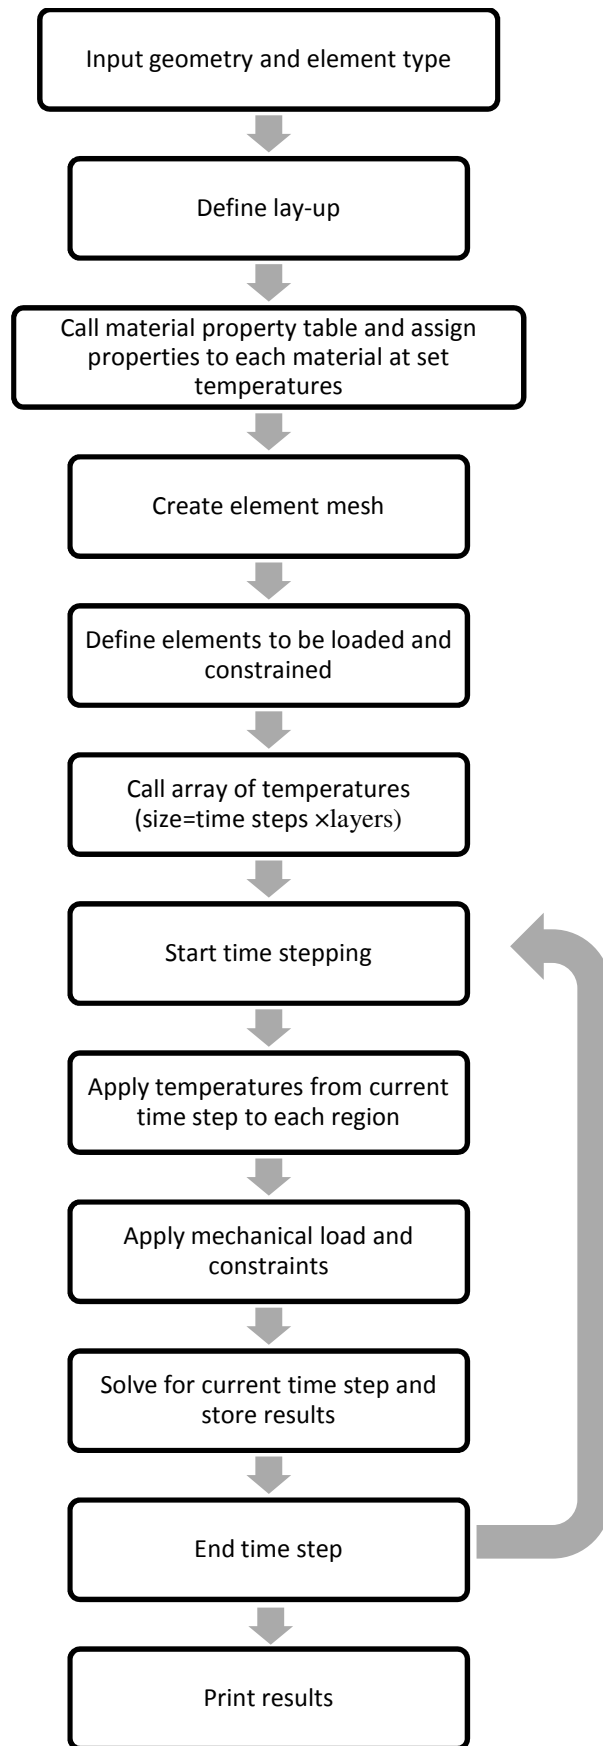 Input geometry and element type
Define lay-up
Call material property table and assign
properties to each material at set
temperatures
Create element mesh
Define elements to be loaded and
constrained
Call array of temperatures
(size=time steps ×layers)
Start time stepping
Apply temperatures from current
time step to each region
Apply mechanical load and
constraints
Solve for current time step and
store results
End time step
Print results